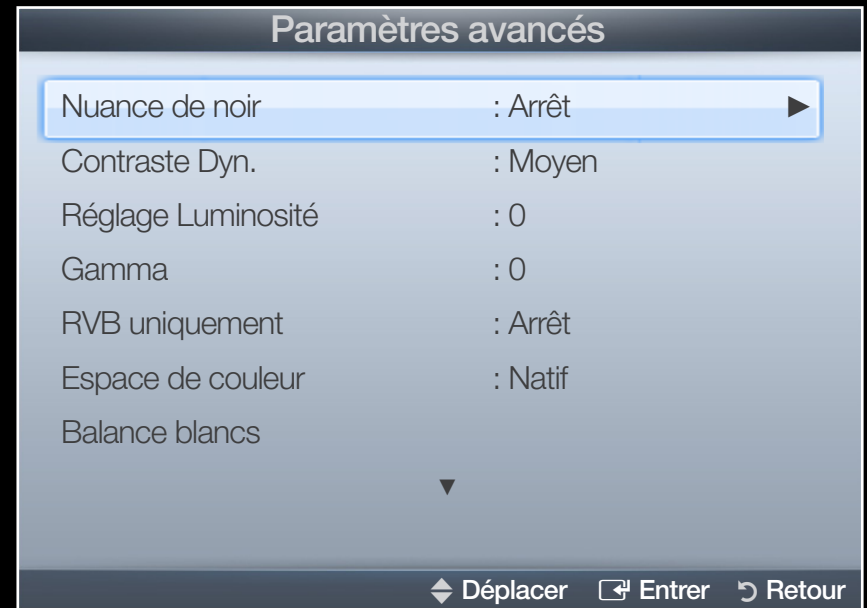 Paramètres avancés
Nuance de noir : Arrêt ►
Contraste Dyn. : Moyen
Réglage Luminosité : 0
Gamma : 0
RVB uniquement : Arrêt
Espace de couleur : Natif
Balance blancs
▼
Déplacer Entrer Retour